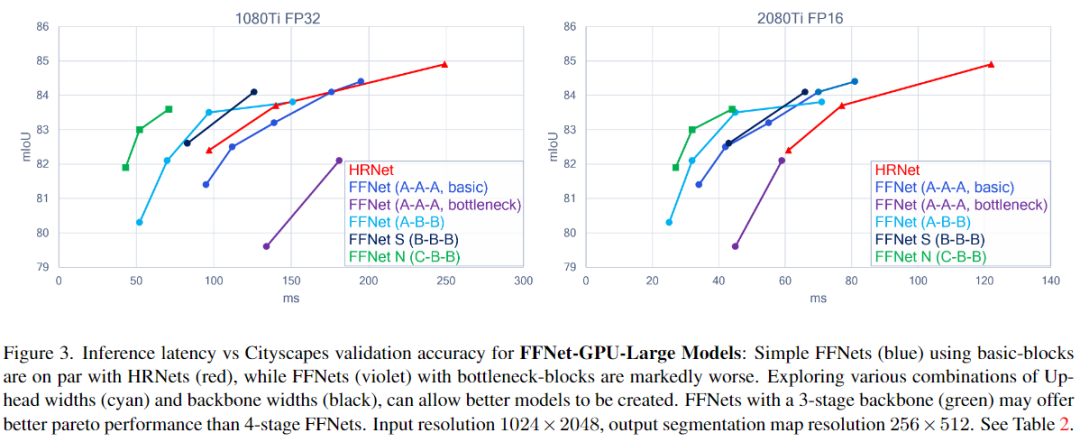 1080Ti FP32
86
85
84
83
82
81
80
79
mIoU
0
50
100
150
200
250
300
ms
HRNet
FFNet (A-A-A, basic)
FFNet (A-A-A, bottleneck)
FFNet (A-B-B)
FFNet S (B-B-B)
FFNet N (C-B-B)
2080Ti FP16
86
85
84
83
82
81
80
79
mIoU
0
20
40
60
80
100
120
140
ms
HRNet
FFNet (A-A-A, basic)
FFNet (A-A-A, bottleneck)
FFNet (A-B-B)
FFNet S (B-B-B)
FFNet N (C-B-B)
Figure 3. Inference latency vs Cityscapes validation accuracy for FFNet-GPU-Large Models: Simple FFNets (blue) using basic-blocks
are on par with HRNets (red), while FFNets (violet) with bottleneck-blocks are markedly worse. Exploring various combinations of Up-
head widths (cyan) and backbone widths (black), can allow better models to be created. FFNets with a 3-stage backbone (green) may offer
better pareto performance than 4-stage FFNets. Input resolution 1024 × 2048, output segmentation map resolution 256 × 512. See Table 2.